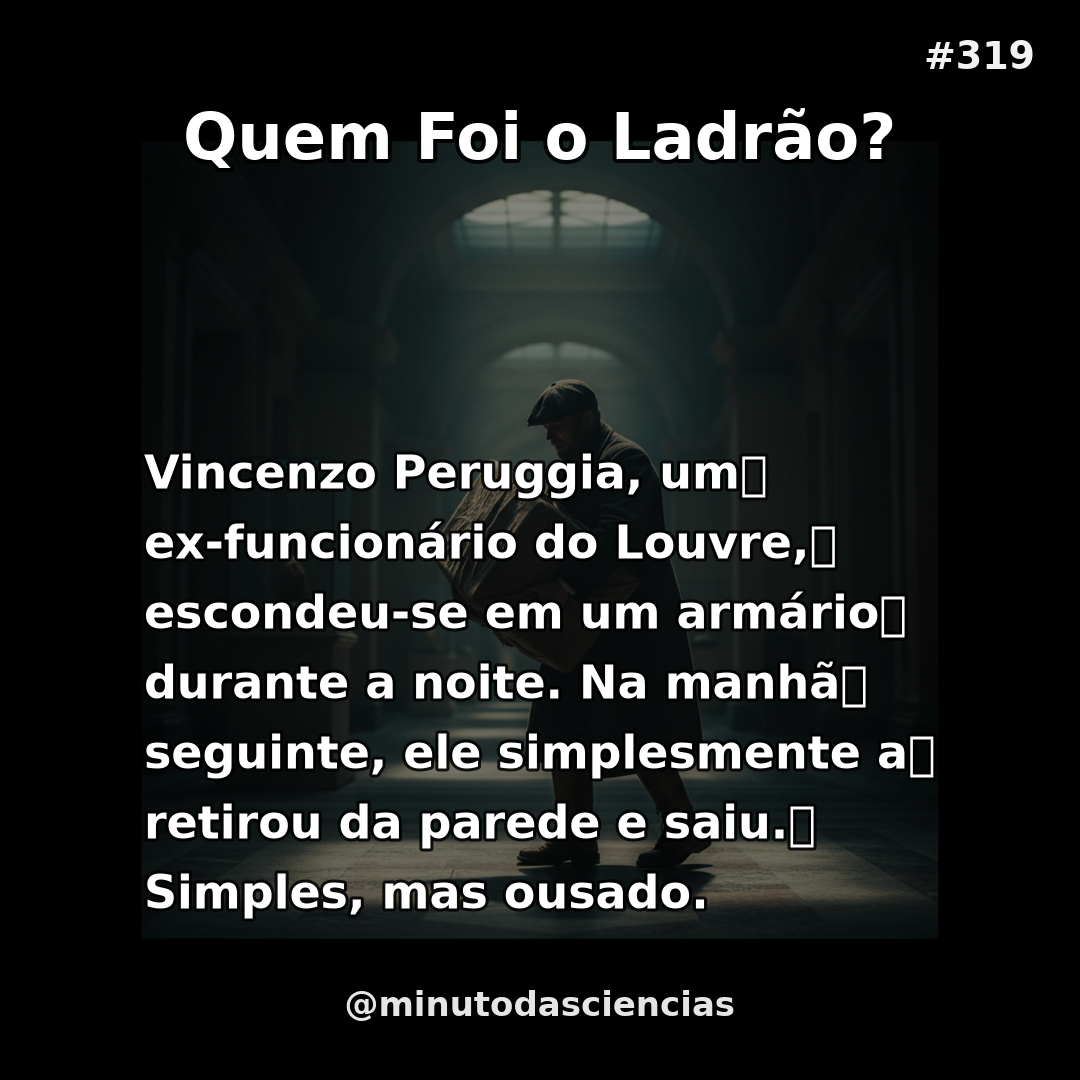 #319
Quem Foi o Ladrão?
Vincenzo Peruggia, um
ex-funcionário do Louvre,
escondeu-se em um armário
durante a noite. Na manhã
seguinte, ele simplesmente a
retirou da parede e saiu.
Simples, mas ousado.
@minutodasciencias